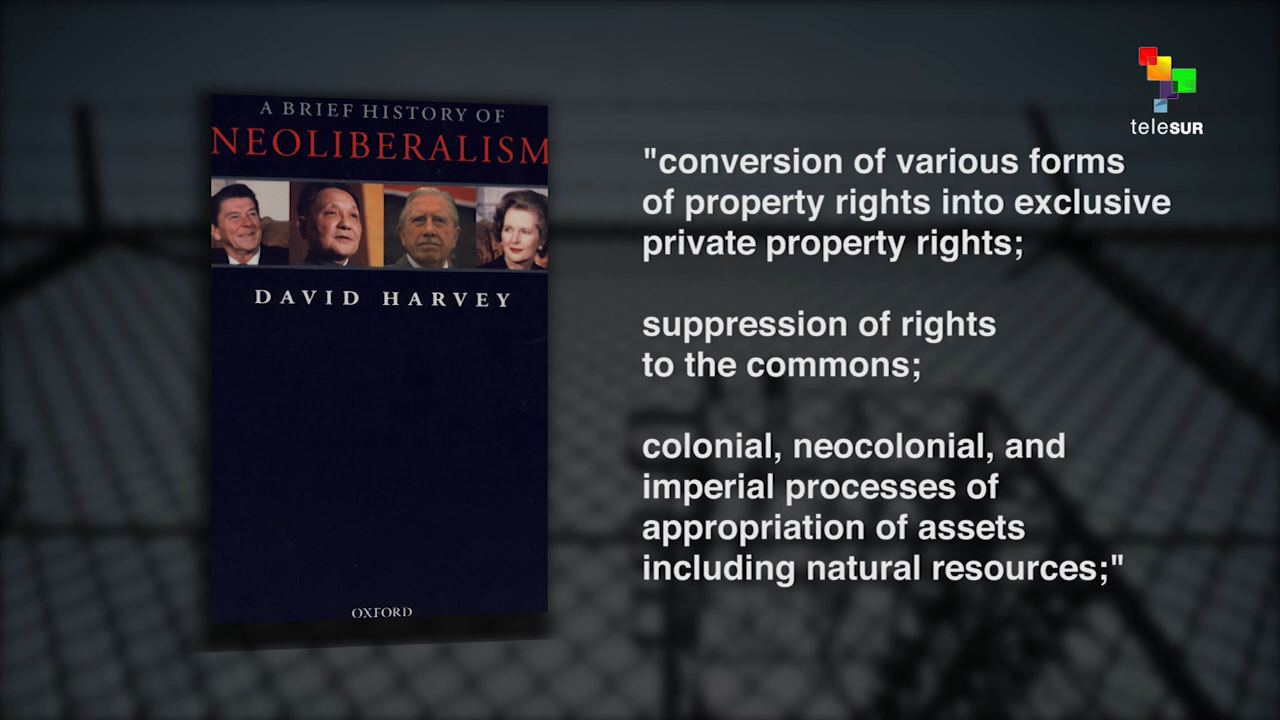 A BRIEF HISTORY OF
NEOLIBERALISM
DAVID HARVEY
OXFORD
teleSUR
"conversion of various forms
of property rights into exclusive
private property rights;
suppression of rights
to the commons;
colonial, neocolonial, and
imperial processes of
appropriation of assets
including natural resources;"